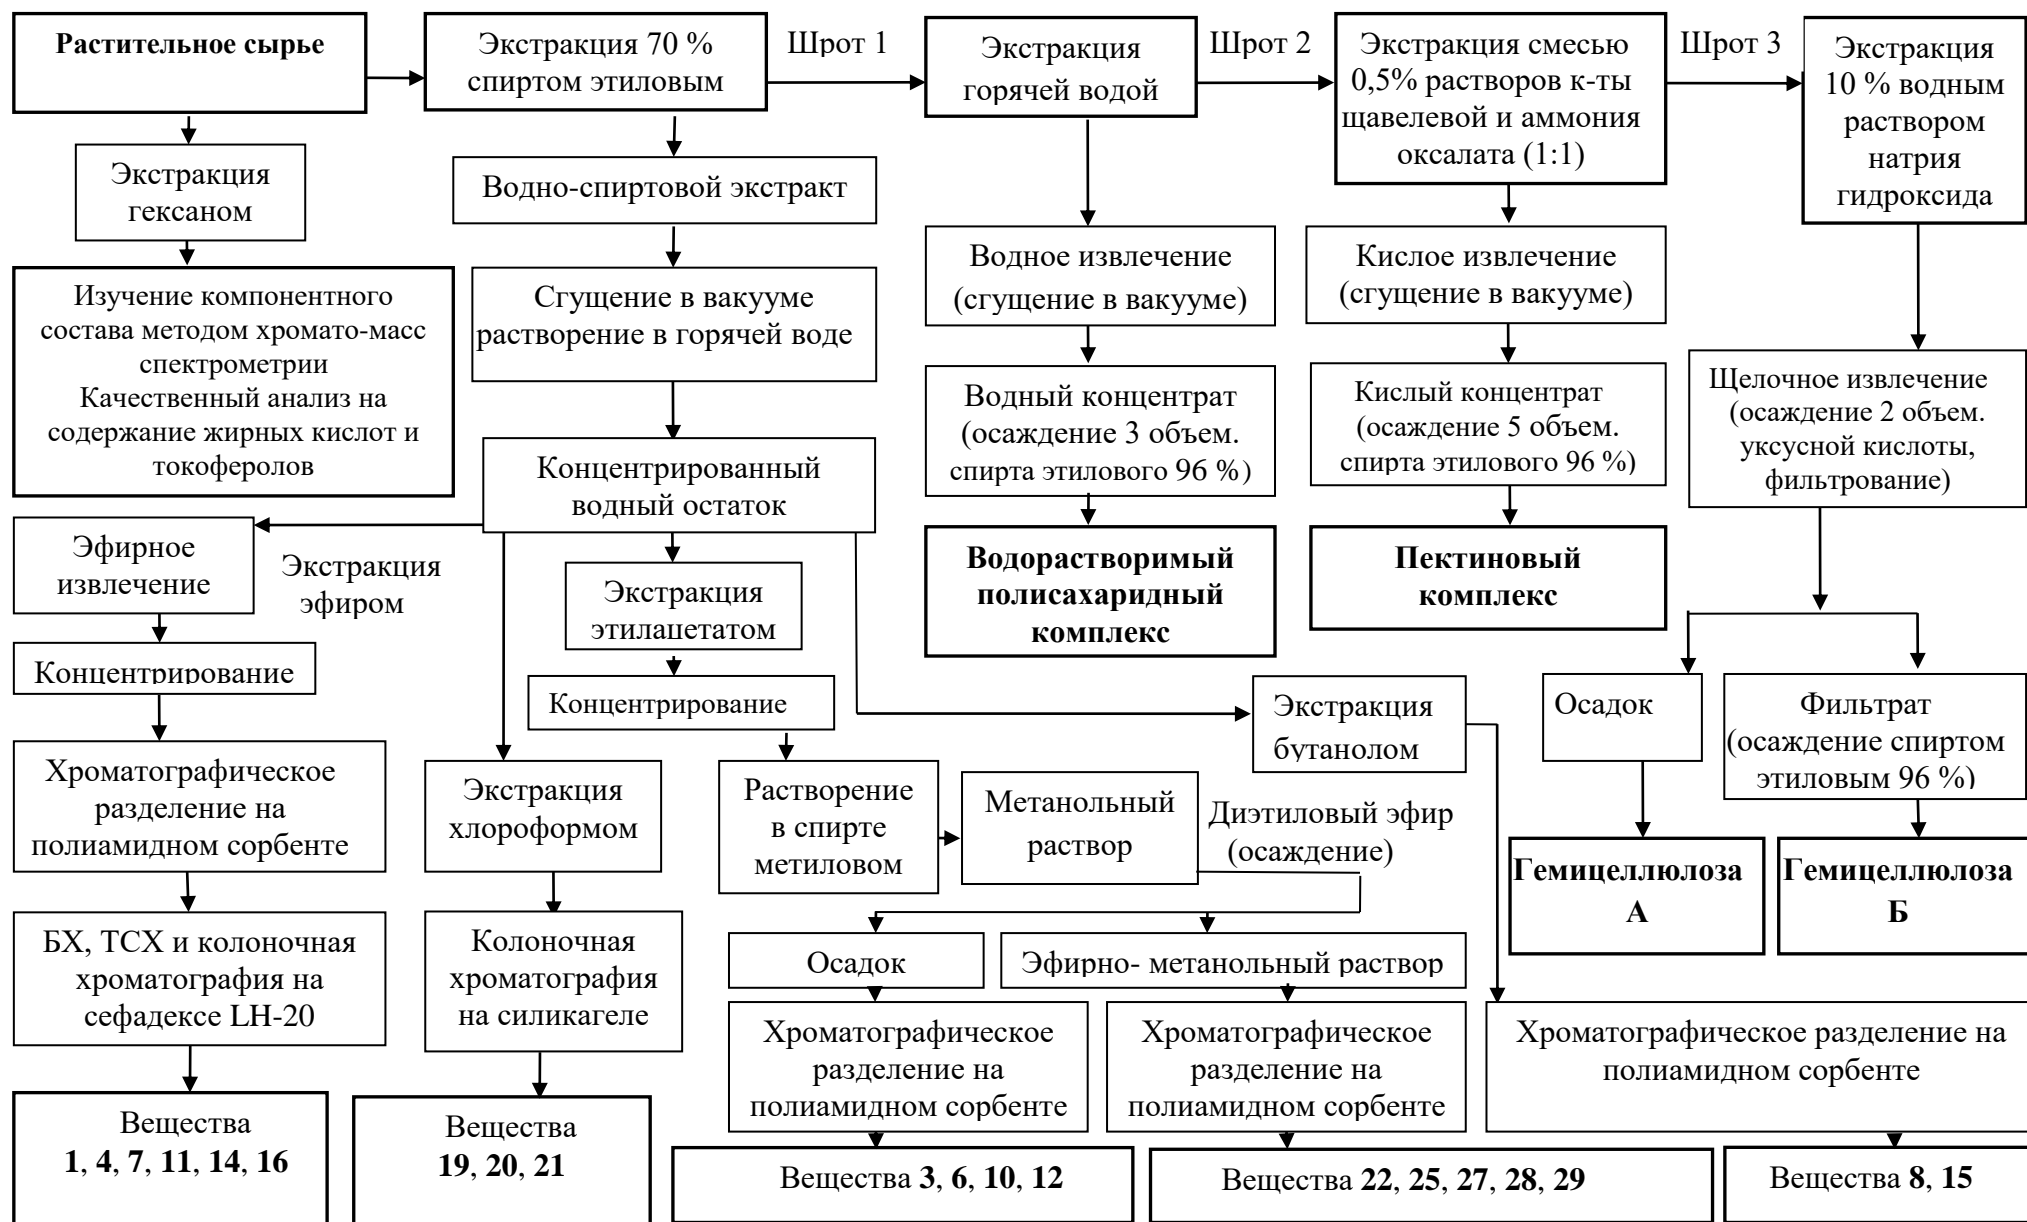 Растительное сырье
Экстракция 70 %
спиртом этиловым
Шрот 1
Экстракция
горячей водой
Шрот 2
Экстракция смесью
0,5% растворов к-ты
щавелевой и аммония
оксалата (1:1)
Шрот 3
Экстракция
10 % водным
раствором
натрия
гидроксида
Экстракция
гексаном
Водно-спиртовой экстракт
Изучение компонентного
состава методом хромато-масс
спектрометрии
Качественный анализ на
содержание жирных кислот и
токоферолов
Сгущение в вакууме
растворение в горячей воде
Водное извлечение
(сгущение в вакууме)
Кислое извлечение
(сгущение в вакууме)
Водный концентрат
(осаждение 3 объем.
спирта этилового 96 %)
Кислый концентрат
(осаждение 5 объем.
спирта этилового 96 %)
Щелочное извлечение
(осаждение 2 объем.
уксусной кислоты,
фильтрование)
Концентрированный
водный остаток
Эфирное
извлечение
Экстракция
эфиром
Экстракция
этилацетатом
Водорастворимый
полисахаридный
комплекс
Пектиновый
комплекс
Концентрирование
Концентрирование
Экстракция
бутанолом
Осадок
Фильтрат
(осаждение спиртом
этиловым 96 %)
Хроматографическое
разделение на
полиамидном сорбенте
Экстракция
хлороформом
Растворение
в спирте
метиловом
Метанольный
раствор
Диэтиловый эфир
(осаждение)
Гемицеллюлоза
А
Гемицеллюлоза
Б
БХ, ТСХ и колоночная
хроматография на
сефадексе LH-20
Колоночная
хроматография
на силикагеле
Осадок
Эфирно- метанольный раствор
Хроматографическое
разделение на
полиамидном сорбенте
Хроматографическое
разделение на
полиамидном сорбенте
Хроматографическое разделение на
полиамидном сорбенте
Вещества
1, 4, 7, 11, 14, 16
Вещества
19, 20, 21
Вещества 3, 6, 10, 12
Вещества 22, 25, 27, 28, 29
Вещества 8, 15